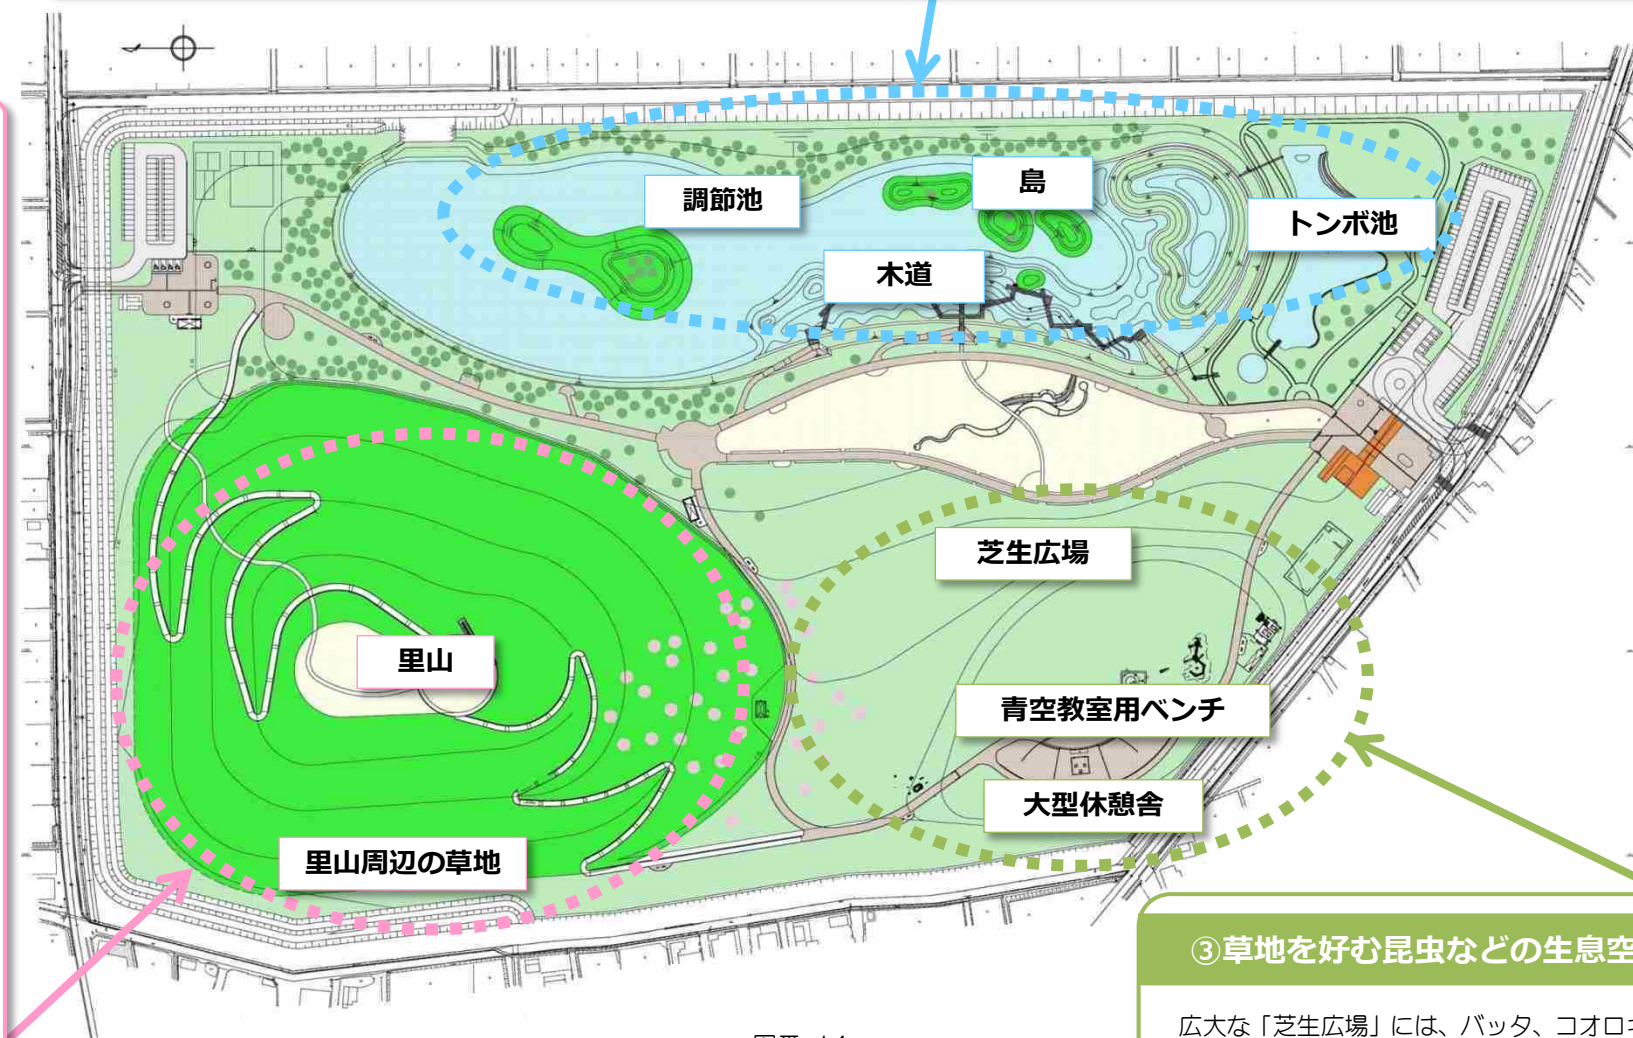 調節池
島
トンボ池
木道
芝生広場
里山
青空教室用ベンチ
大型休憩舎
里山周辺の草地
③草地を好む昆虫などの生息空
広大な「芝生広場」には、バッタ、コオロ